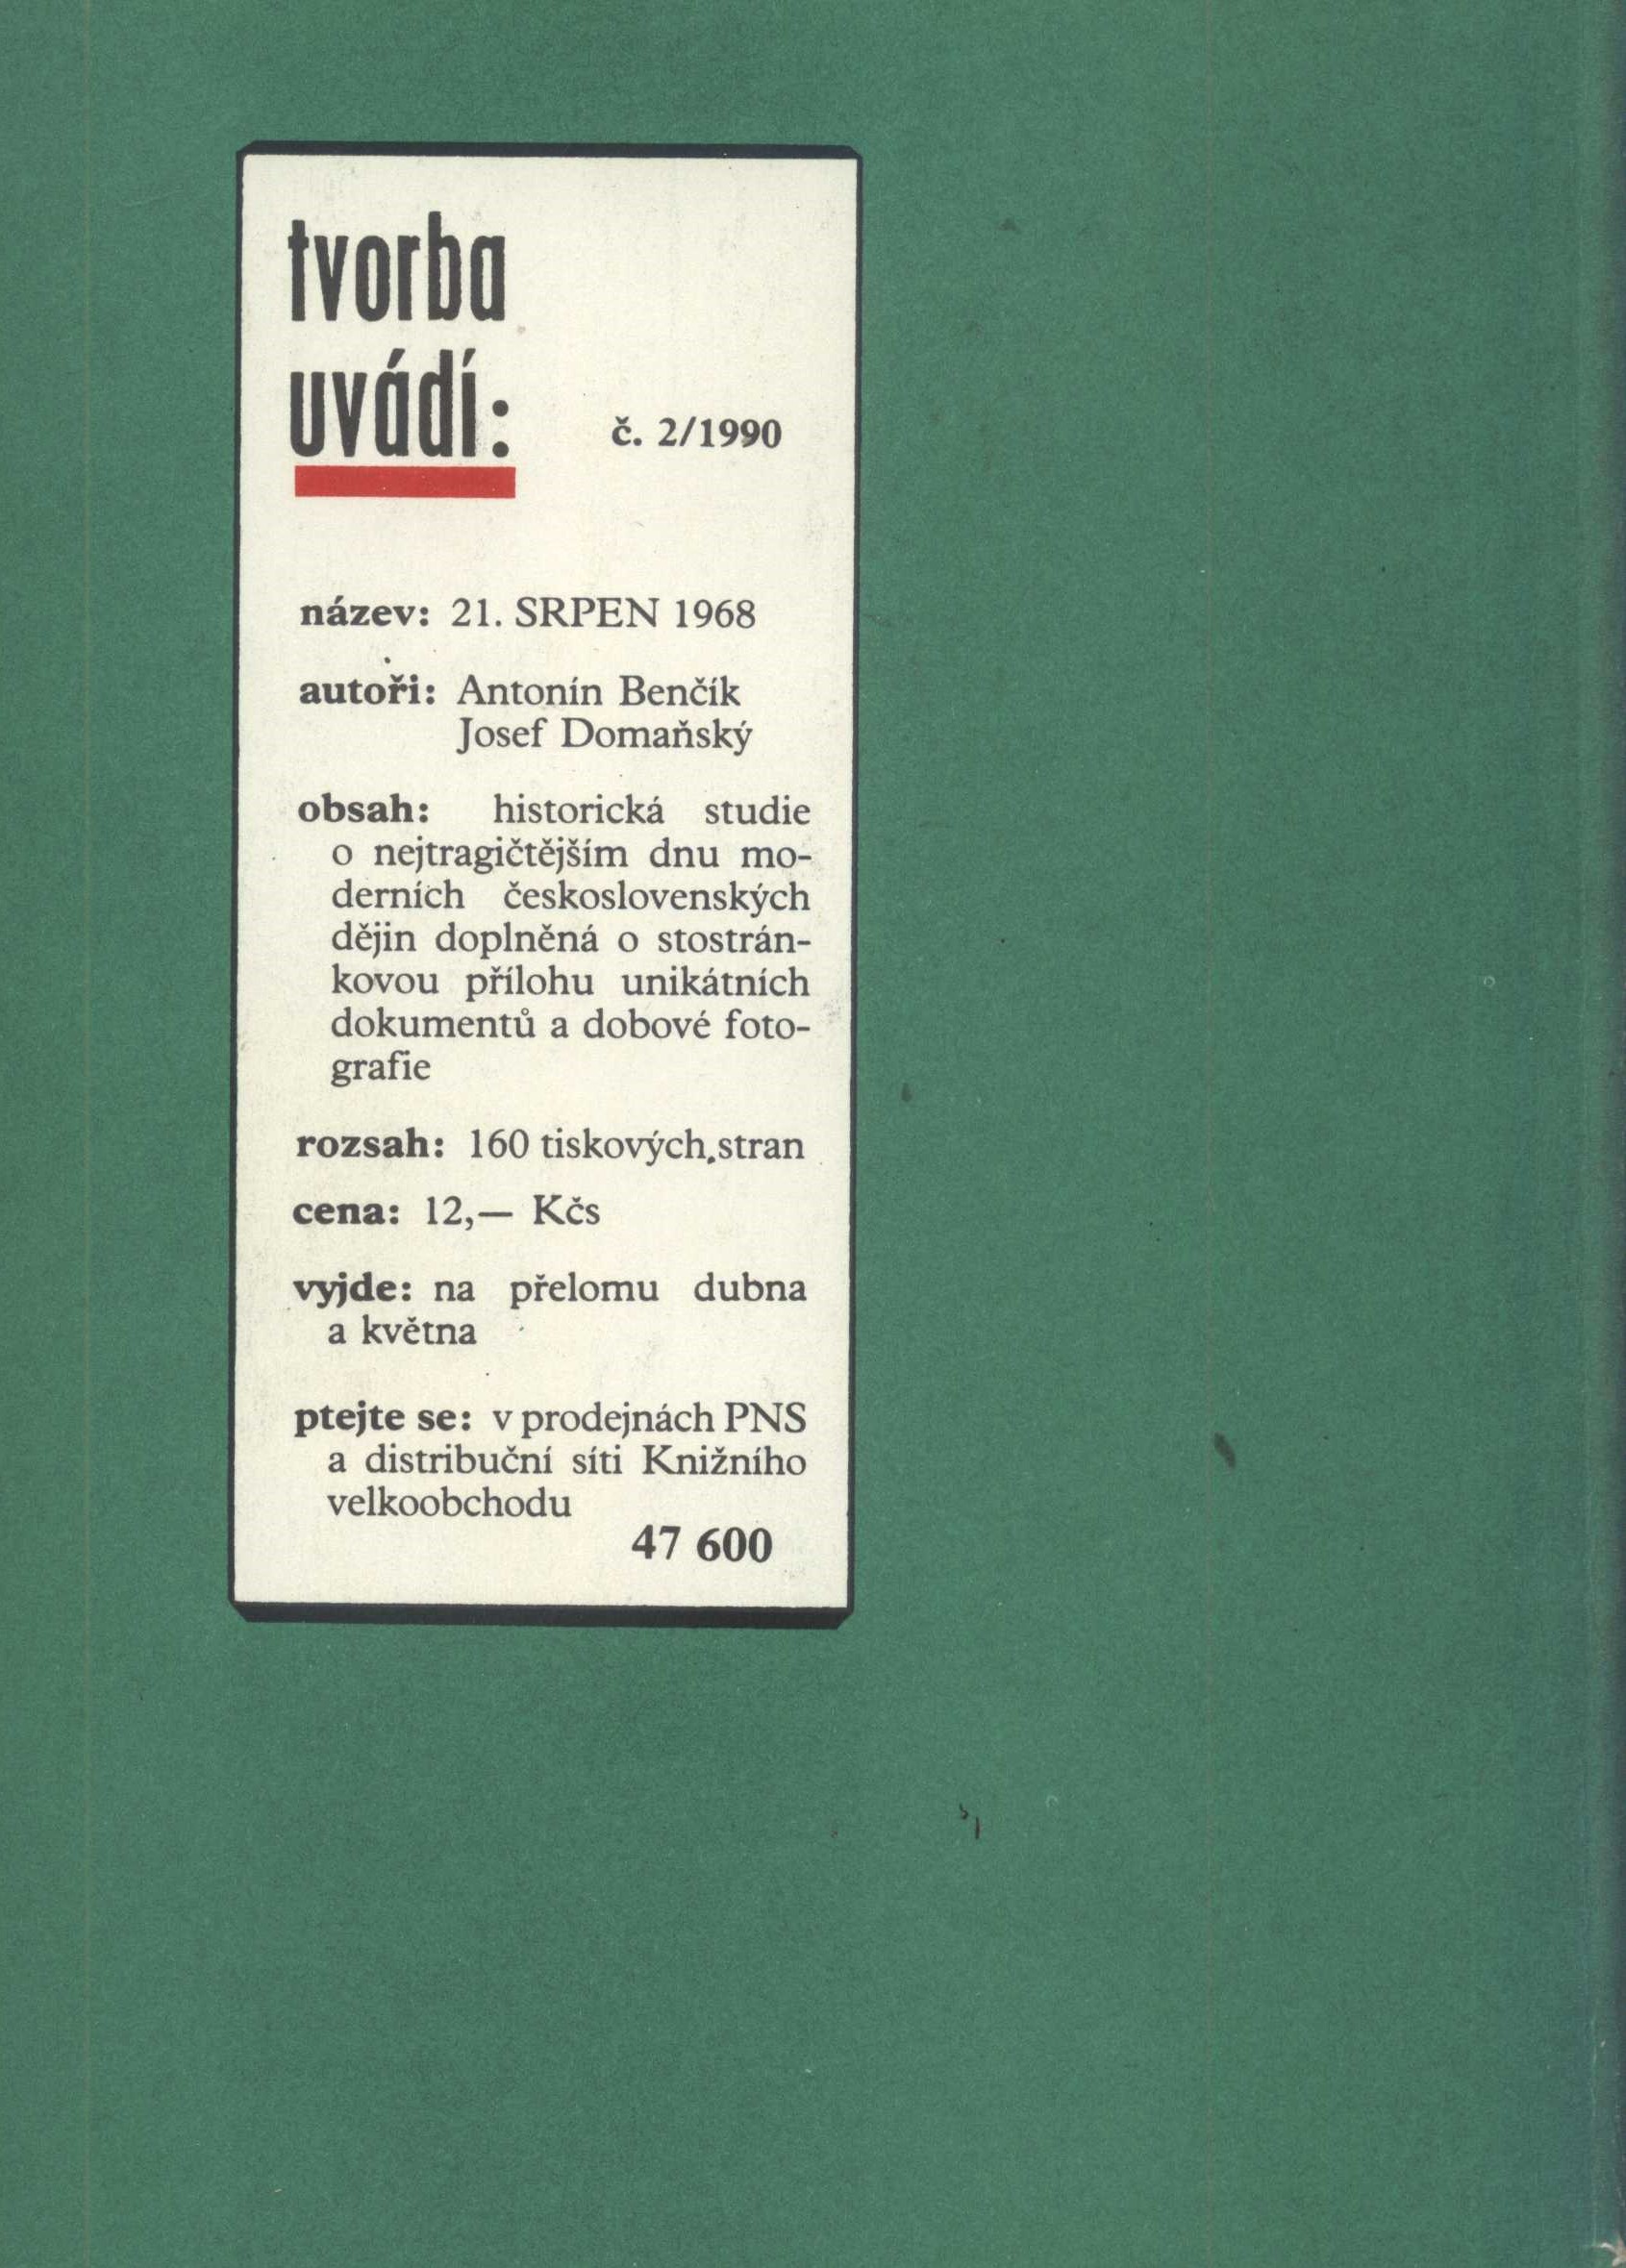 tvorba
uvádí:
č. 2/1990
název: 21. SRPEN 1968
autoři: Antonín Benčík
Josef Domaňský
obsah: historická studie
o nejtragičtějším dnu mo-
derních československých
dějin doplněná o stostrán-
kovou přílohu unikátních
dokumentů a dobové foto-
grafie
rozsah: 160 tiskových stran
cena: 12,— Kčs
vyjde: na přelomu dubna
a května
ptejte se: v prodejnách PNS
a distribuční síti Knižního
velkoobchodu
47 600